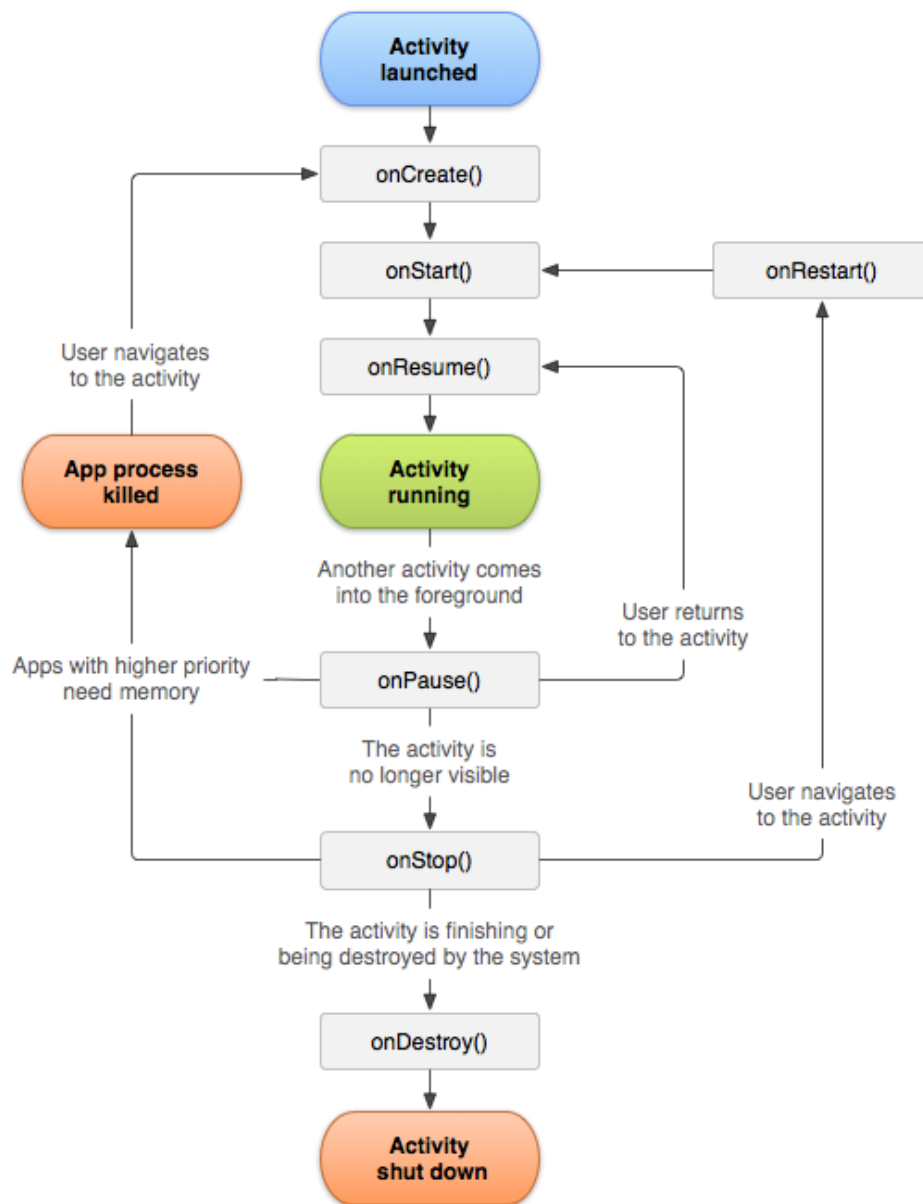 Activity
launched
onCreate()
onStart()
onRestart()
User navigates
to the activity
onResume()
App process
killed
Activity
running
Another activity comes
into the foreground
User returns
to the activity
Apps with higher priority
need memory
onPause()
The activity is
no longer visible
User navigates
to the activity
onStop()
The activity is finishing or
being destroyed by the system
onDestroy()
Activity
shut down